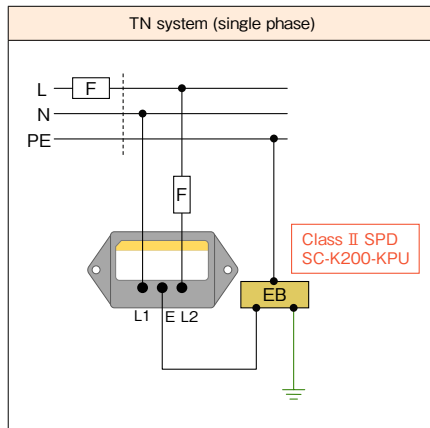 TN system (single phase)
L
F
N
PE
F
Class Ⅱ SPD
SC-K200-KPU
EB
L1 E L2